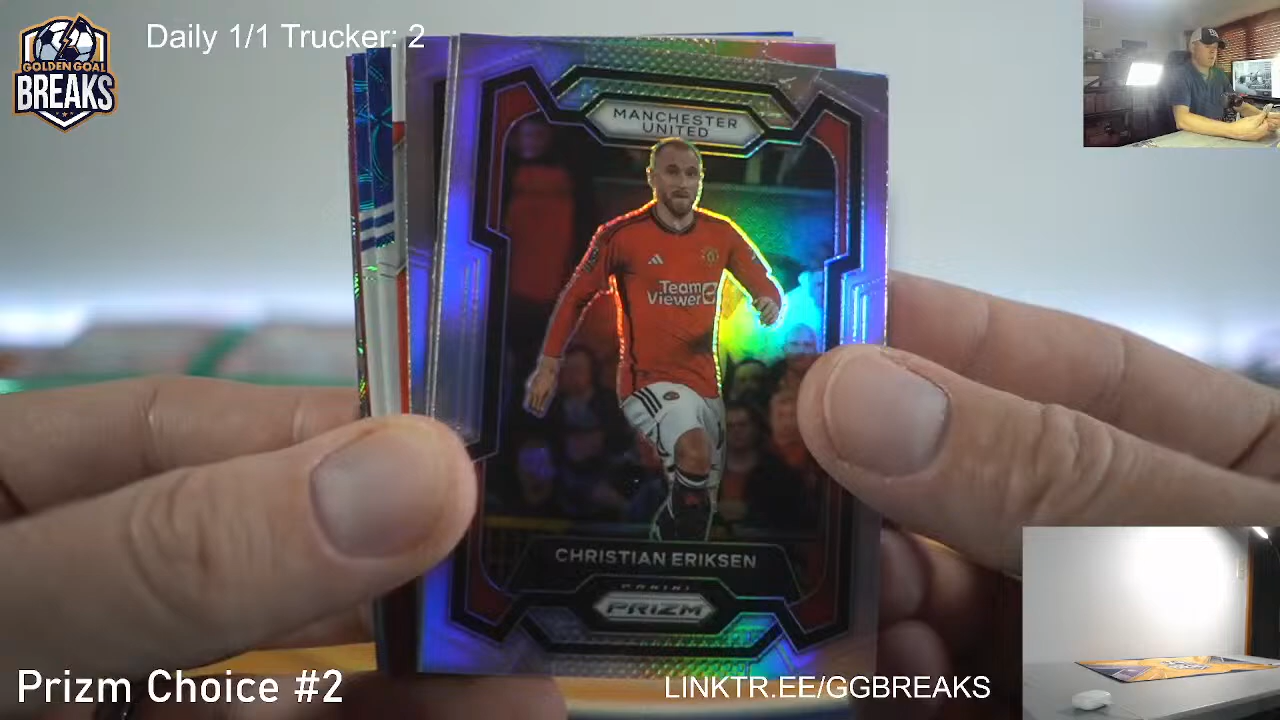 Daily 1/1 Trucker: 2
GOLDEN GOAL
BREAKS
MANCHESTER
UNITED
Team
Viewer
CHRISTIAN ERIKSEN
PANINI
PRIZM
Prizm Choice #2
LINKTR.EE/GGBREAKS